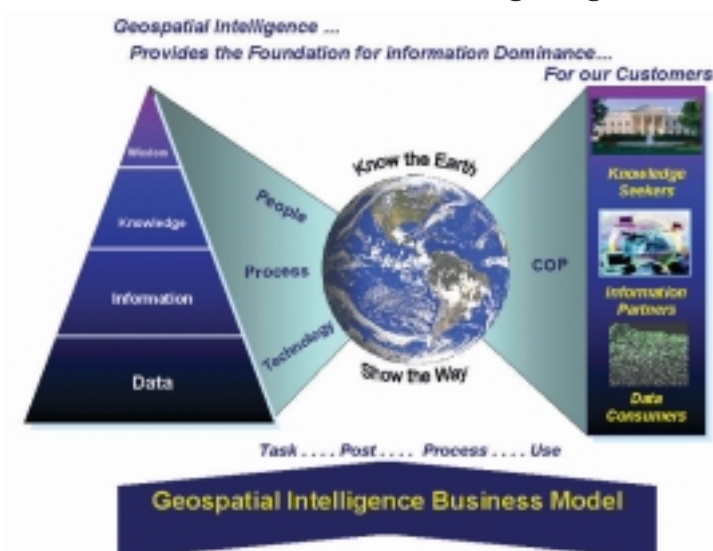 Geospatial Intelligence ...
Provides the Foundation for Information Dominance...
For our Customers
Wisdom
Knowledge
Information
Data
People
Process
Technology
Know the Earth
Show the Way
COP
Knowledge
Seekers
Information
Partners
Data
Consumers
Task . . . . Post . . . . Process . . . . Use
Geospatial Intelligence Business Model